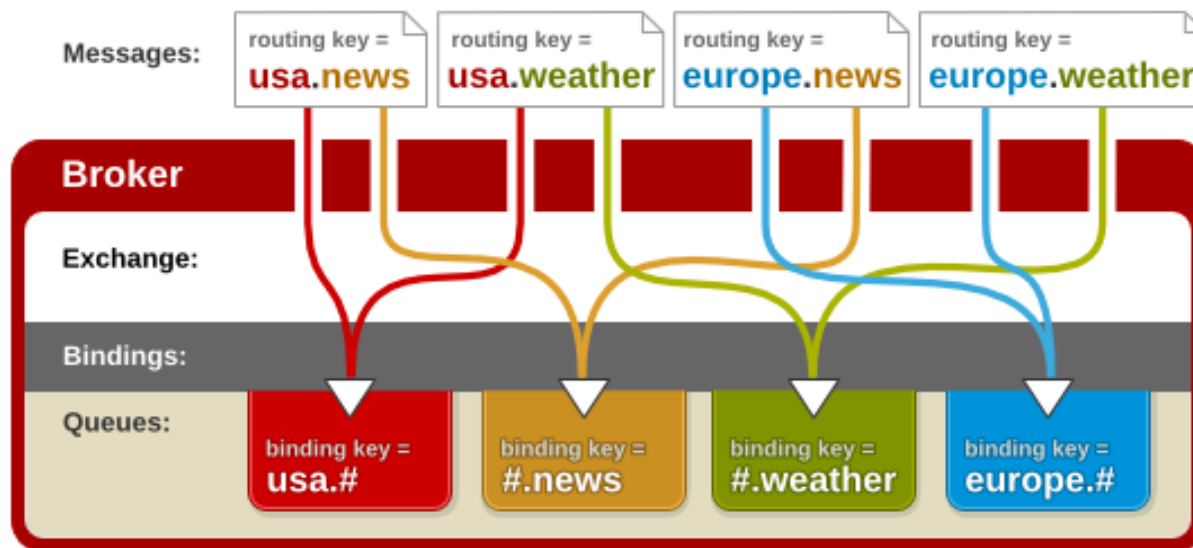 Messages:
routing key =
usa.news
routing key =
usa.weather
routing key =
europe.news
routing key =
europe.weather
Broker
Exchange:
Bindings:
Queues:
binding key =
usa.#
binding key =
#.news
binding key =
#.weather
binding key =
europe.#